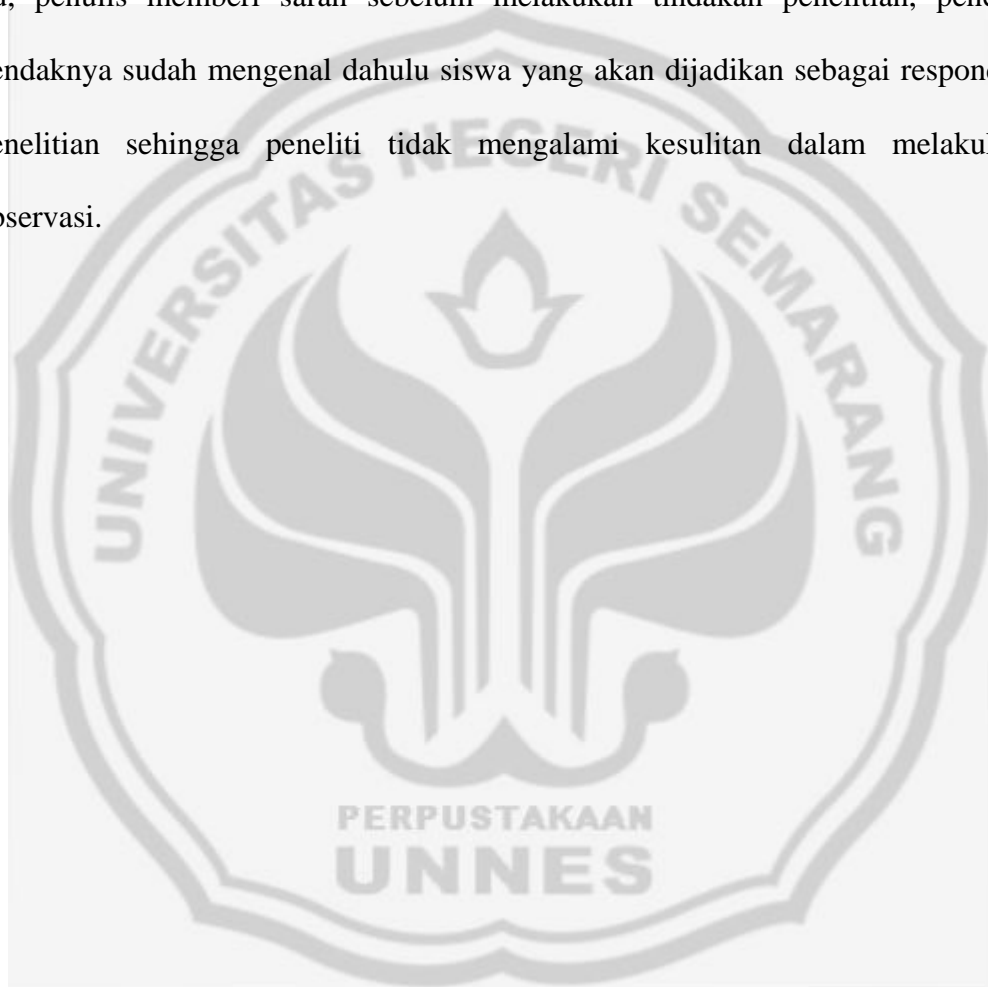 penulis memberi saran sebelum melakukan tindakan penelitian, pene
endaknya sudah mengenal dahulu siswa yang akan dijadikan sebagai respon
enelitian sehingga peneliti tidak mengalami kesulitan dalam melaku
bservasi.
UNIVERSITAS NEGERI SEMARANG
PERPUSTAKAAN
UNNES